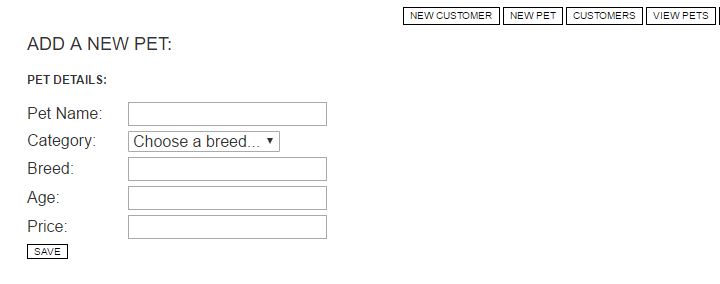 NEW CUSTOMER NEW PET CUSTOMERS VIEW PETS
ADD A NEW PET:
PET DETAILS:
Pet Name:
Category: Choose a breed...
Breed:
Age:
Price:
SAVE